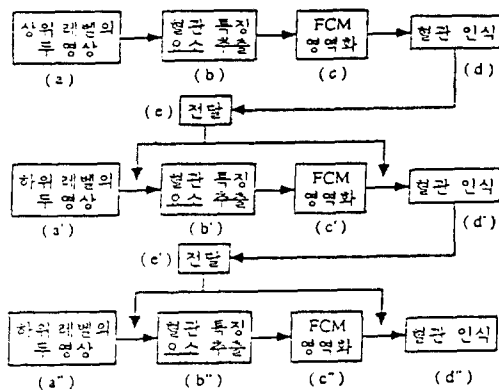 상위 레벨의
두 영상
(a)
혈관 특징
요소 추출
(b)
FCM
영역화
(c)
혈관 인식
(d)
(e)
전달
하위 레벨의
두 영상
(a')
혈관 특징
요소 추출
(b')
FCM
영역화
(c')
혈관 인식
(d')
(e')
전달
하위 레벨의
두 영상
(a")
혈관 특징
요소 추출
(b")
FCM
영역화
(c")
혈관 인식
(d")